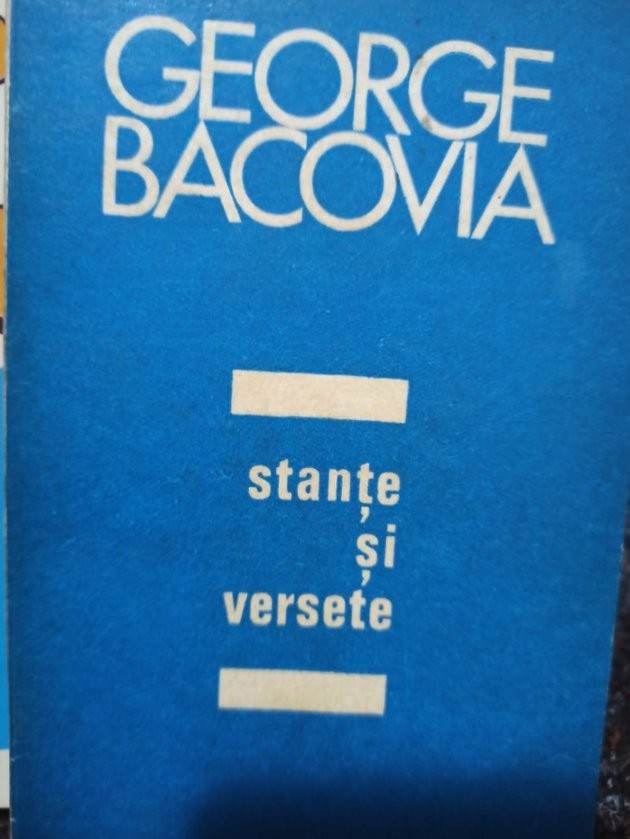 GEORGE
BACOVIA
stanțe
și
versete